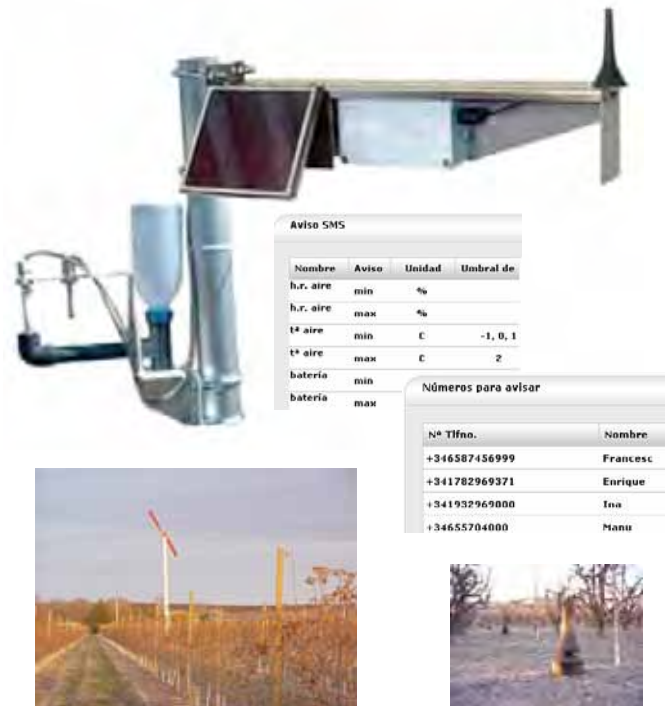 Aviso SMS
Nombre Aviso Unidad Umbral de
h.r. aire min %
h.r. aire max %
tª aire min C -1, 0, 1
tª aire max C 2
batería min
batería max
Números para avisar
Nº Tlfno. Nombre
+346587456999 Francesc
+341782969371 Enrique
+341932969000 Ina
+34655704000 Manu